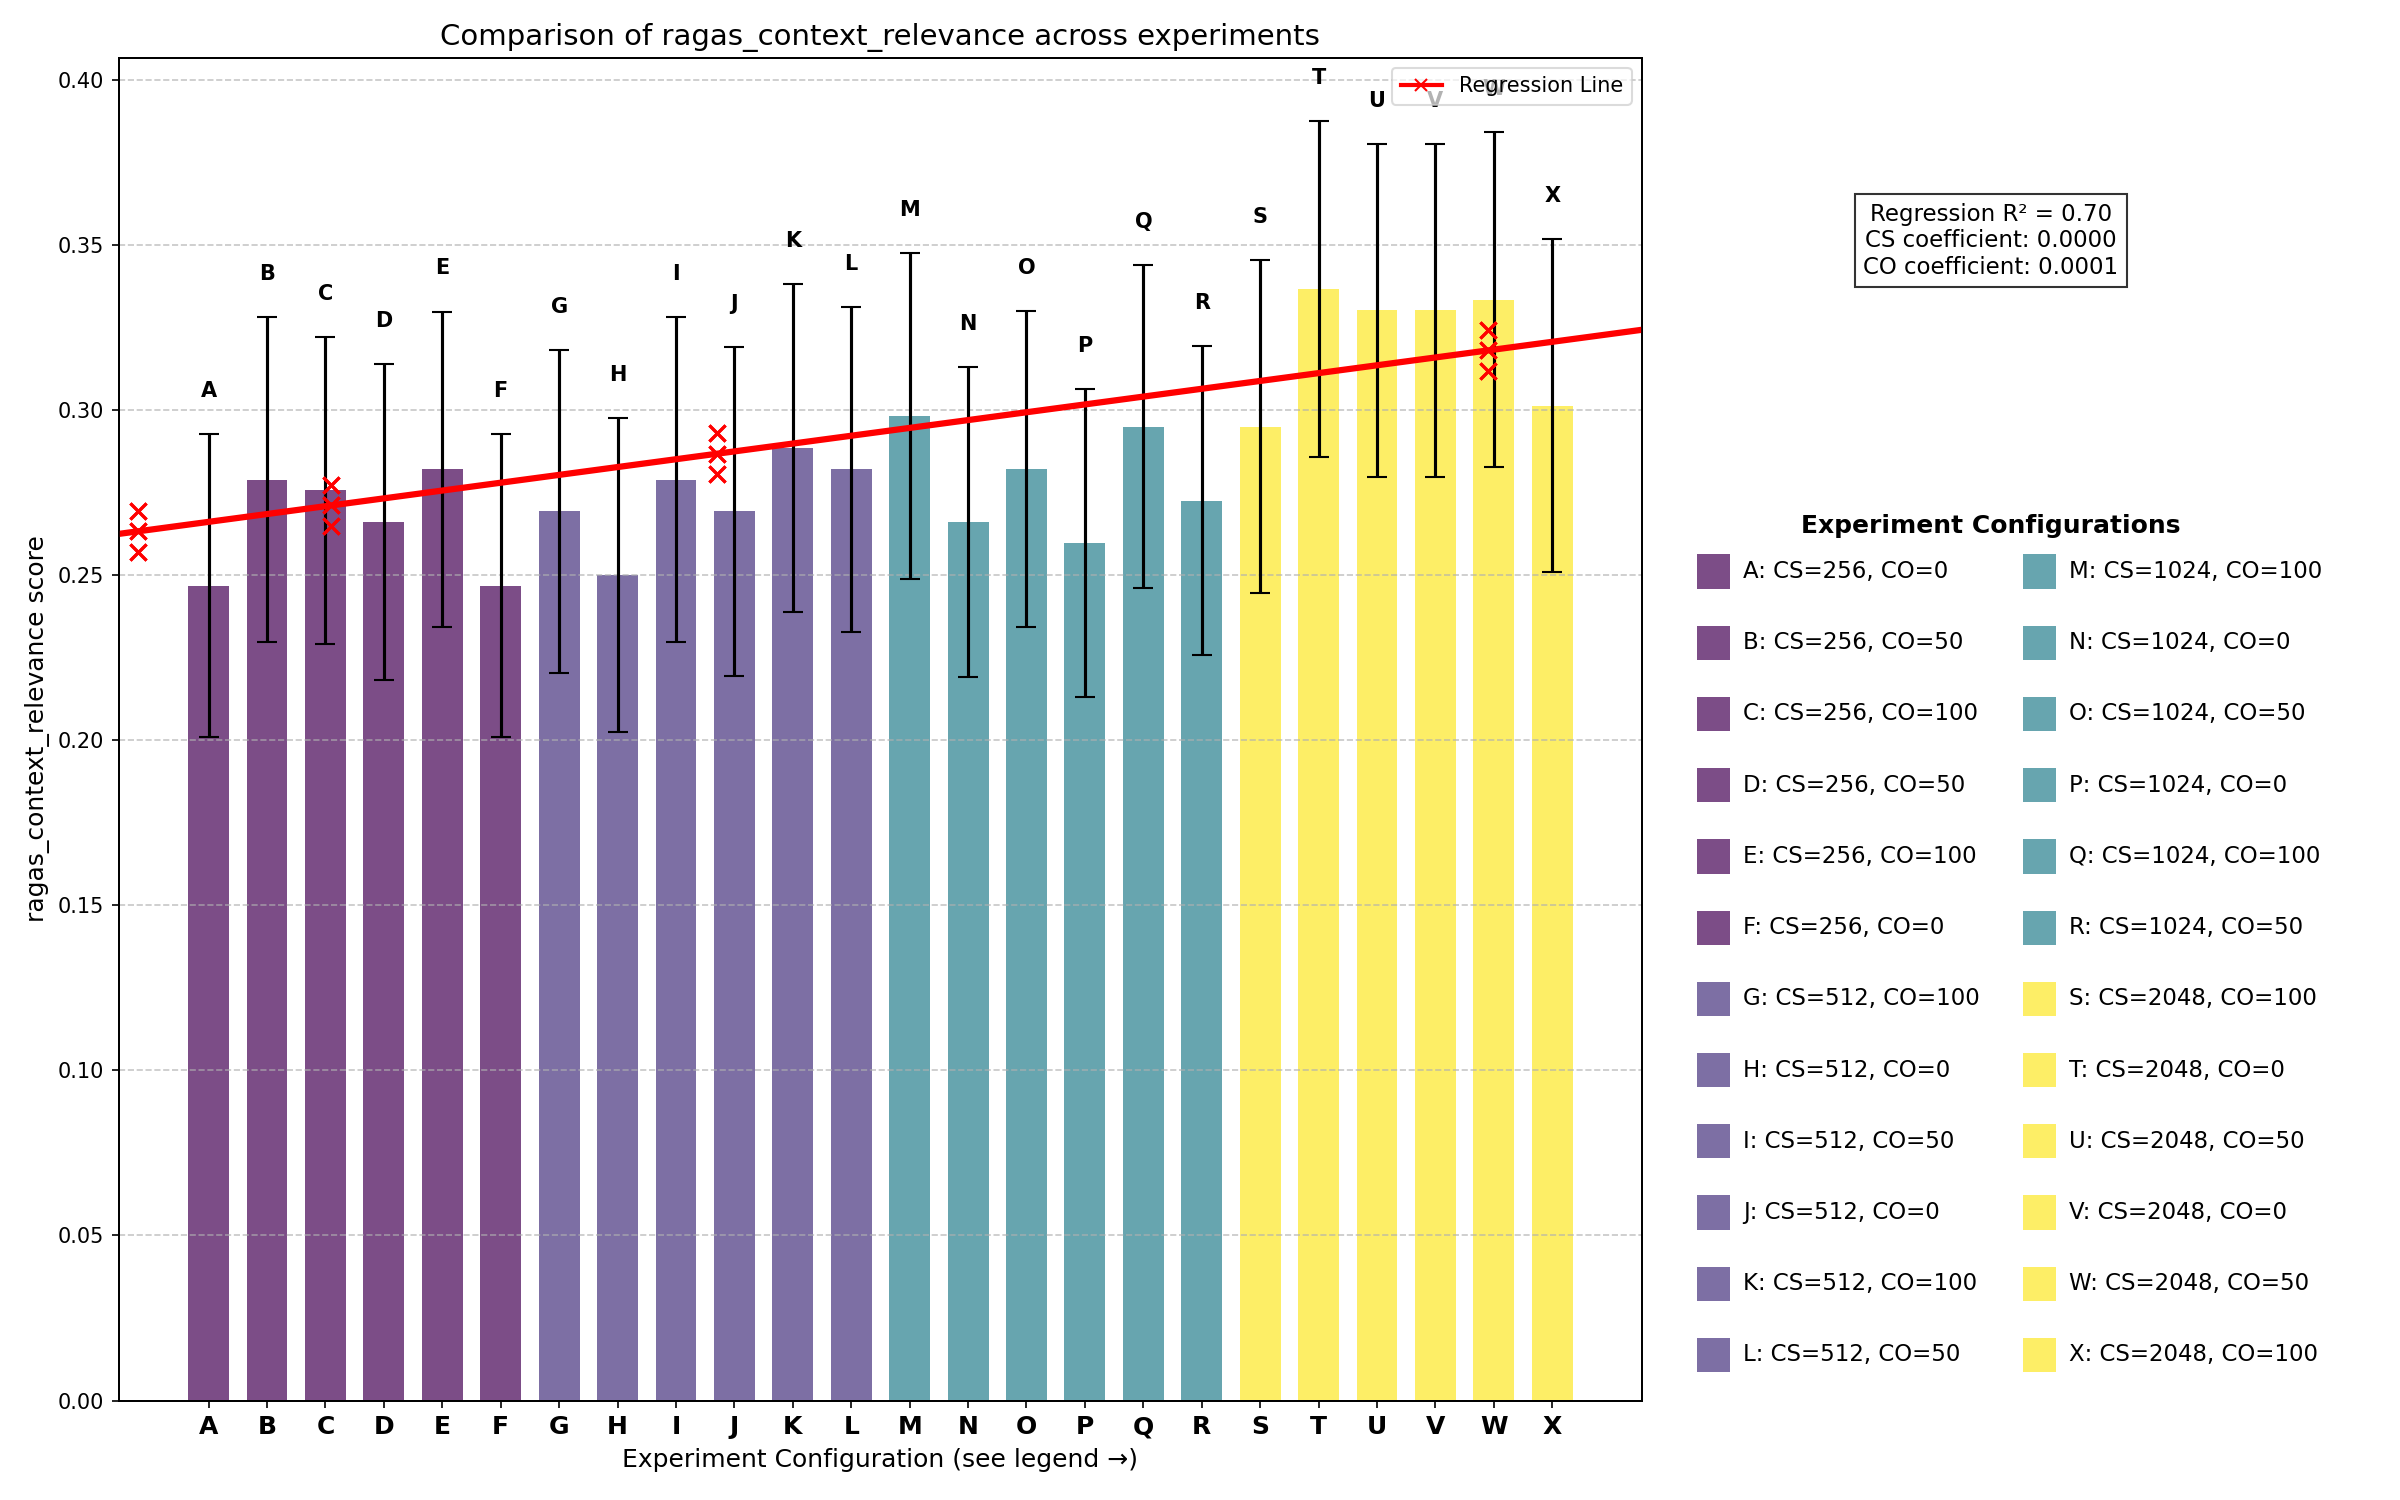 Comparison of ragas_context_relevance across experiments
ragas_context_relevance score
0.40
0.35
0.30
0.25
0.20
0.15
0.10
0.05
0.00
A
B
C
D
E
F
G
H
I
J
K
L
M
N
O
P
Q
R
S
T
U
V
W
X
Regression Line
A B C D E F G H I J K L M N O P Q R S T U V W X
Experiment Configuration (see legend →)
Regression R² = 0.70
CS coefficient: 0.0000
CO coefficient: 0.0001
Experiment Configurations
A: CS=256, CO=0
B: CS=256, CO=50
C: CS=256, CO=100
D: CS=256, CO=50
E: CS=256, CO=100
F: CS=256, CO=0
G: CS=512, CO=100
H: CS=512, CO=0
I: CS=512, CO=50
J: CS=512, CO=0
K: CS=512, CO=100
L: CS=512, CO=50
M: CS=1024, CO=100
N: CS=1024, CO=0
O: CS=1024, CO=50
P: CS=1024, CO=0
Q: CS=1024, CO=100
R: CS=1024, CO=50
S: CS=2048, CO=100
T: CS=2048, CO=0
U: CS=2048, CO=50
V: CS=2048, CO=0
W: CS=2048, CO=50
X: CS=2048, CO=100